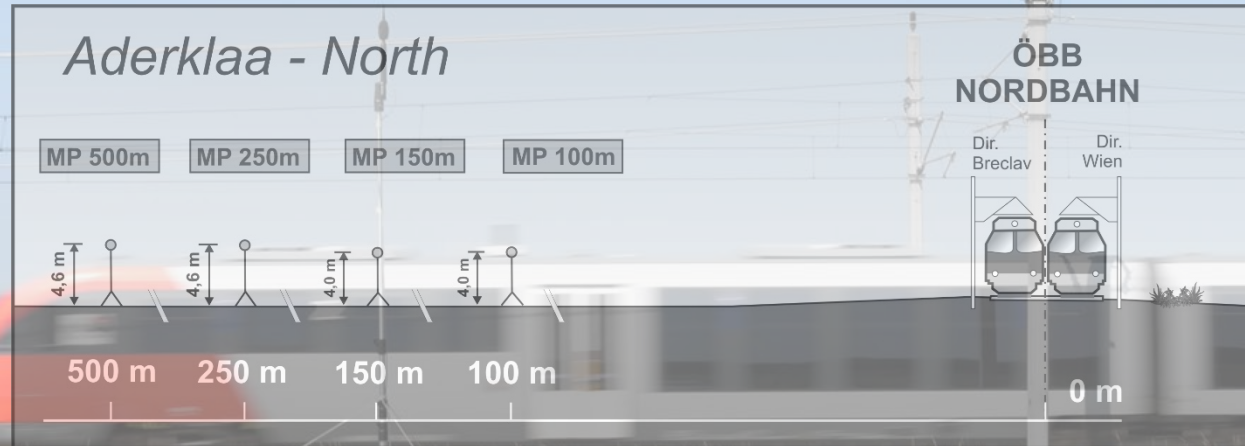 Aderklaa - North
ÖBB
NORDBAHN
MP 500m
MP 250m
MP 150m
MP 100m
Dir.
Breclav
Dir.
Wien
4,6 m
4,6 m
4,0 m
4,0 m
500 m
250 m
150 m
100 m
0 m